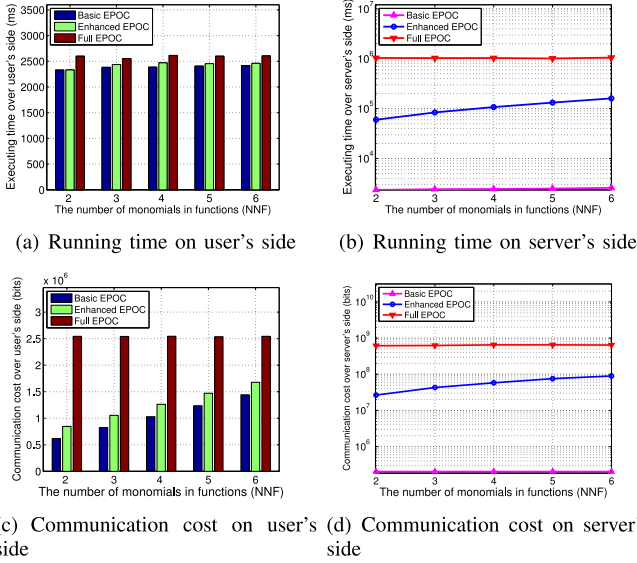 Executing time over user's side (ms)
3500
3000
2500
2000
1500
1000
500
0
Basic EPOC
Enhanced EPOC
Full EPOC
2 3 4 5 6
The number of monomials in functions (NNF)
(a) Running time on user's side
Executing time over server's side (ms)
10^7
10^6
10^5
10^4
Basic EPOC
Enhanced EPOC
Full EPOC
2 3 4 5 6
The number of monomials in functions (NNF)
(b) Running time on server's side
Communication cost over user's side (bits)
x 10^6
3
2.5
2
1.5
1
0.5
0
Basic EPOC
Enhanced EPOC
Full EPOC
2 3 4 5 6
The number of monomials in functions (NNF)
(c) Communication cost on user's
side
Communication cost over server's side (bits)
10^10
10^9
10^8
10^7
10^6
Basic EPOC
Enhanced EPOC
Full EPOC
2 3 4 5 6
The number of monomials in functions (NNF)
(d) Communication cost on server'
side